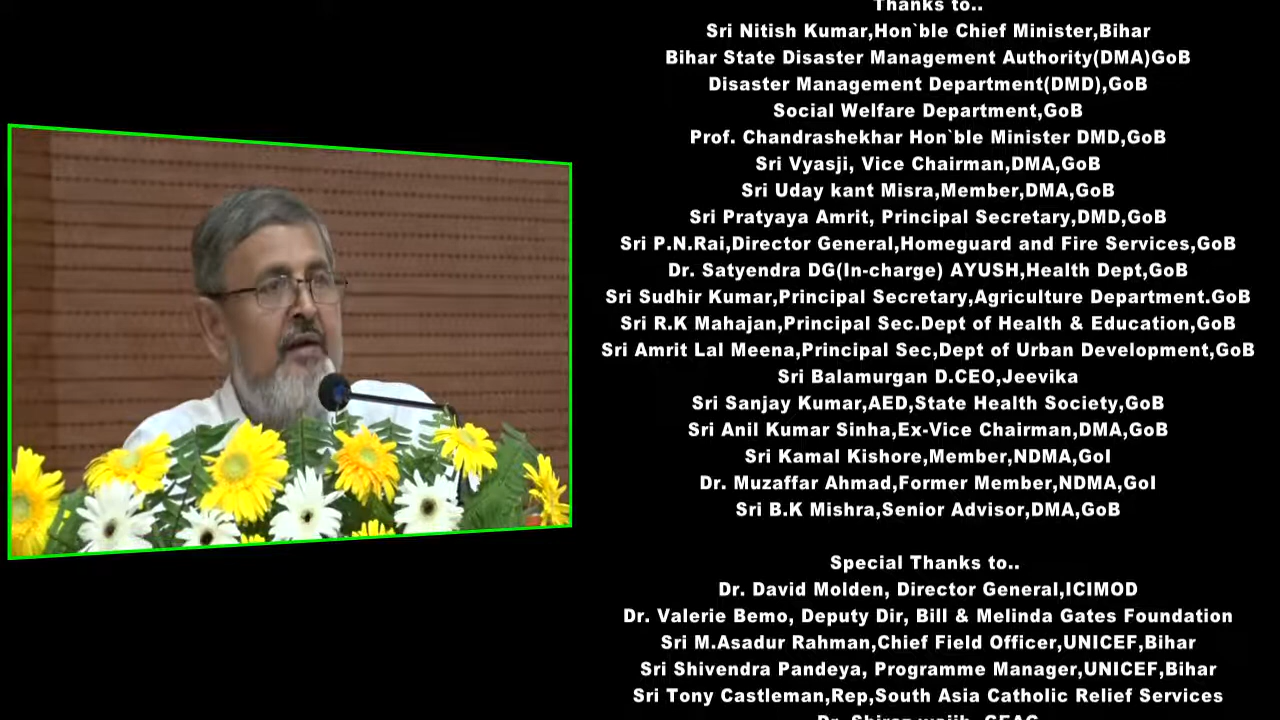 Thanks to..
Sri Nitish Kumar,Hon`ble Chief Minister,Bihar
Bihar State Disaster Management Authority(DMA)GoB
Disaster Management Department(DMD),GoB
Social Welfare Department,GoB
Prof. Chandrashekhar Hon`ble Minister DMD,GoB
Sri Vyasji, Vice Chairman,DMA,GoB
Sri Uday kant Misra,Member,DMA,GoB
Sri Pratyaya Amrit, Principal Secretary,DMD,GoB
Sri P.N.Rai,Director General,Homeguard and Fire Services,GoB
Dr. Satyendra DG(In-charge) AYUSH,Health Dept,GoB
Sri Sudhir Kumar,Principal Secretary,Agriculture Department.GoB
Sri R.K Mahajan,Principal Sec.Dept of Health & Education,GoB
Sri Amrit Lal Meena,Principal Sec,Dept of Urban Development,GoB
Sri Balamurgan D.CEO,Jeevika
Sri Sanjay Kumar,AED,State Health Society,GoB
Sri Anil Kumar Sinha,Ex-Vice Chairman,DMA,GoB
Sri Kamal Kishore,Member,NDMA,GoI
Dr. Muzaffar Ahmad,Former Member,NDMA,GoI
Sri B.K Mishra,Senior Advisor,DMA,GoB
Special Thanks to..
Dr. David Molden, Director General,ICIMOD
Dr. Valerie Bemo, Deputy Dir, Bill & Melinda Gates Foundation
Sri M.Asadur Rahman,Chief Field Officer,UNICEF,Bihar
Sri Shivendra Pandeya, Programme Manager,UNICEF,Bihar
Sri Tony Castleman,Rep,South Asia Catholic Relief Services
Dr. Shiraz